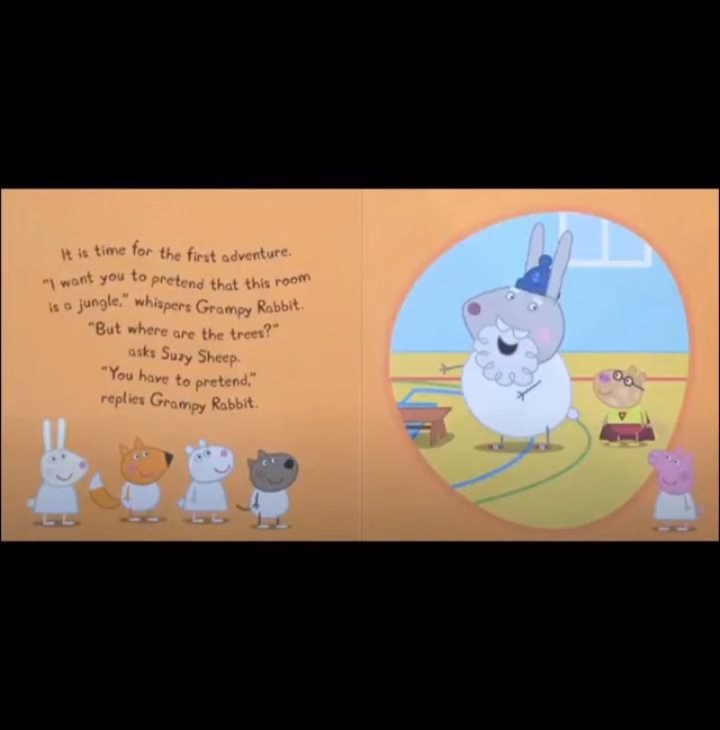 It is time for the first adventure.
"I want you to pretend that this room
is a jungle," whispers Grampy Rabbit.
"But where are the trees?"
asks Suzy Sheep.
"You have to pretend,"
replies Grampy Rabbit.